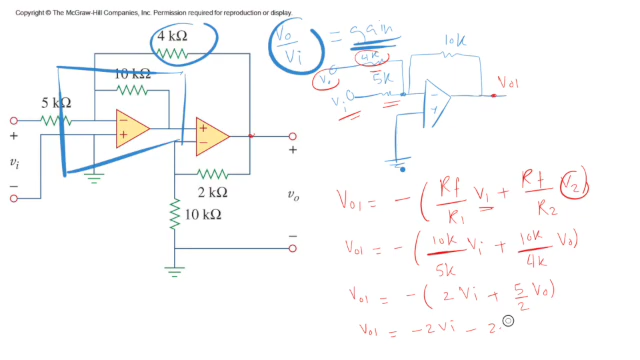 Copyright © The McGraw-Hill Companies, Inc. Permission required for reproduction or display.
4 kΩ
10 kΩ
5 kΩ
− +
+ −
+ vi −
+ vo −
2 kΩ
10 kΩ
Vo/Vi = gain
4k
Vo
5k
Vi
10k
− +
Vo1
Vo1 = − (Rf/R1 V1 + Rf/R2 V2)
Vo1 = − (10k/5k Vi + 10k/4k Vo)
Vo1 = − (2Vi + 5/2 Vo)
Vo1 = −2Vi − 2.